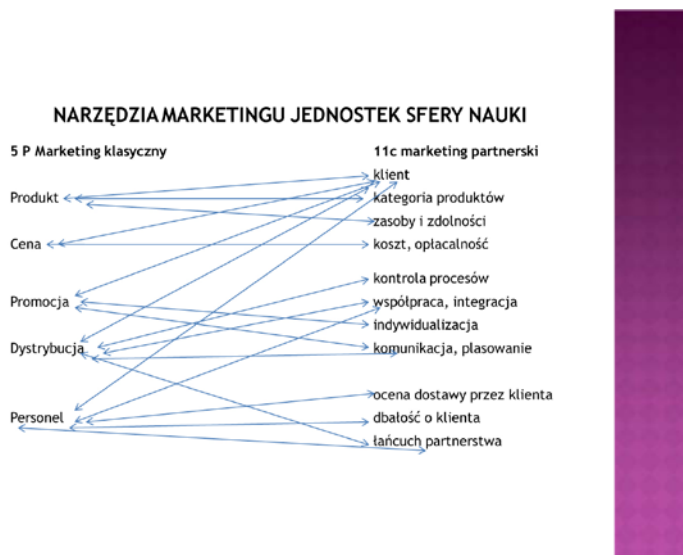 NARZĘDZIA MARKETINGU JEDNOSTEK SFERY NAUKI
5 P Marketing klasyczny
11c marketing partnerski
klient
Produkt
kategoria produktów
zasoby i zdolności
Cena
koszt, opłacalność
kontrola procesów
Promocja
współpraca, integracja
indywidualizacja
Dystrybucja
komunikacja, plasowanie
ocena dostawy przez klienta
Personel
dbałość o klienta
łańcuch partnerstwa